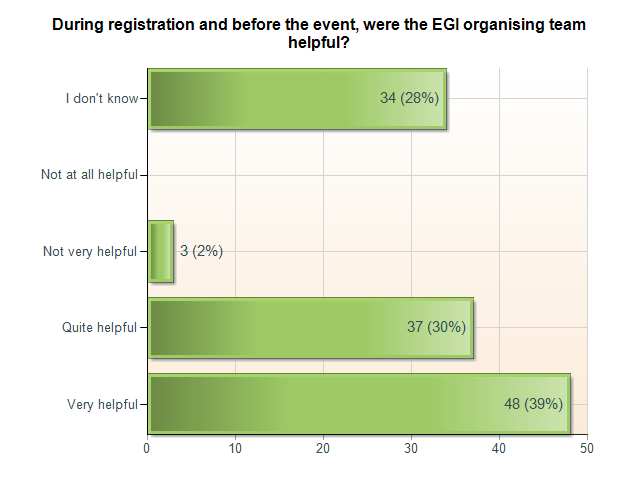 During registration and before the event, were the EGI organising team
helpful?
I don't know
34 (28%)
Not at all helpful
Not very helpful
3 (2%)
Quite helpful
37 (30%)
Very helpful
48 (39%)
0 10 20 30 40 50